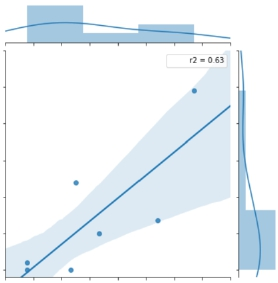 r2 = 0.63